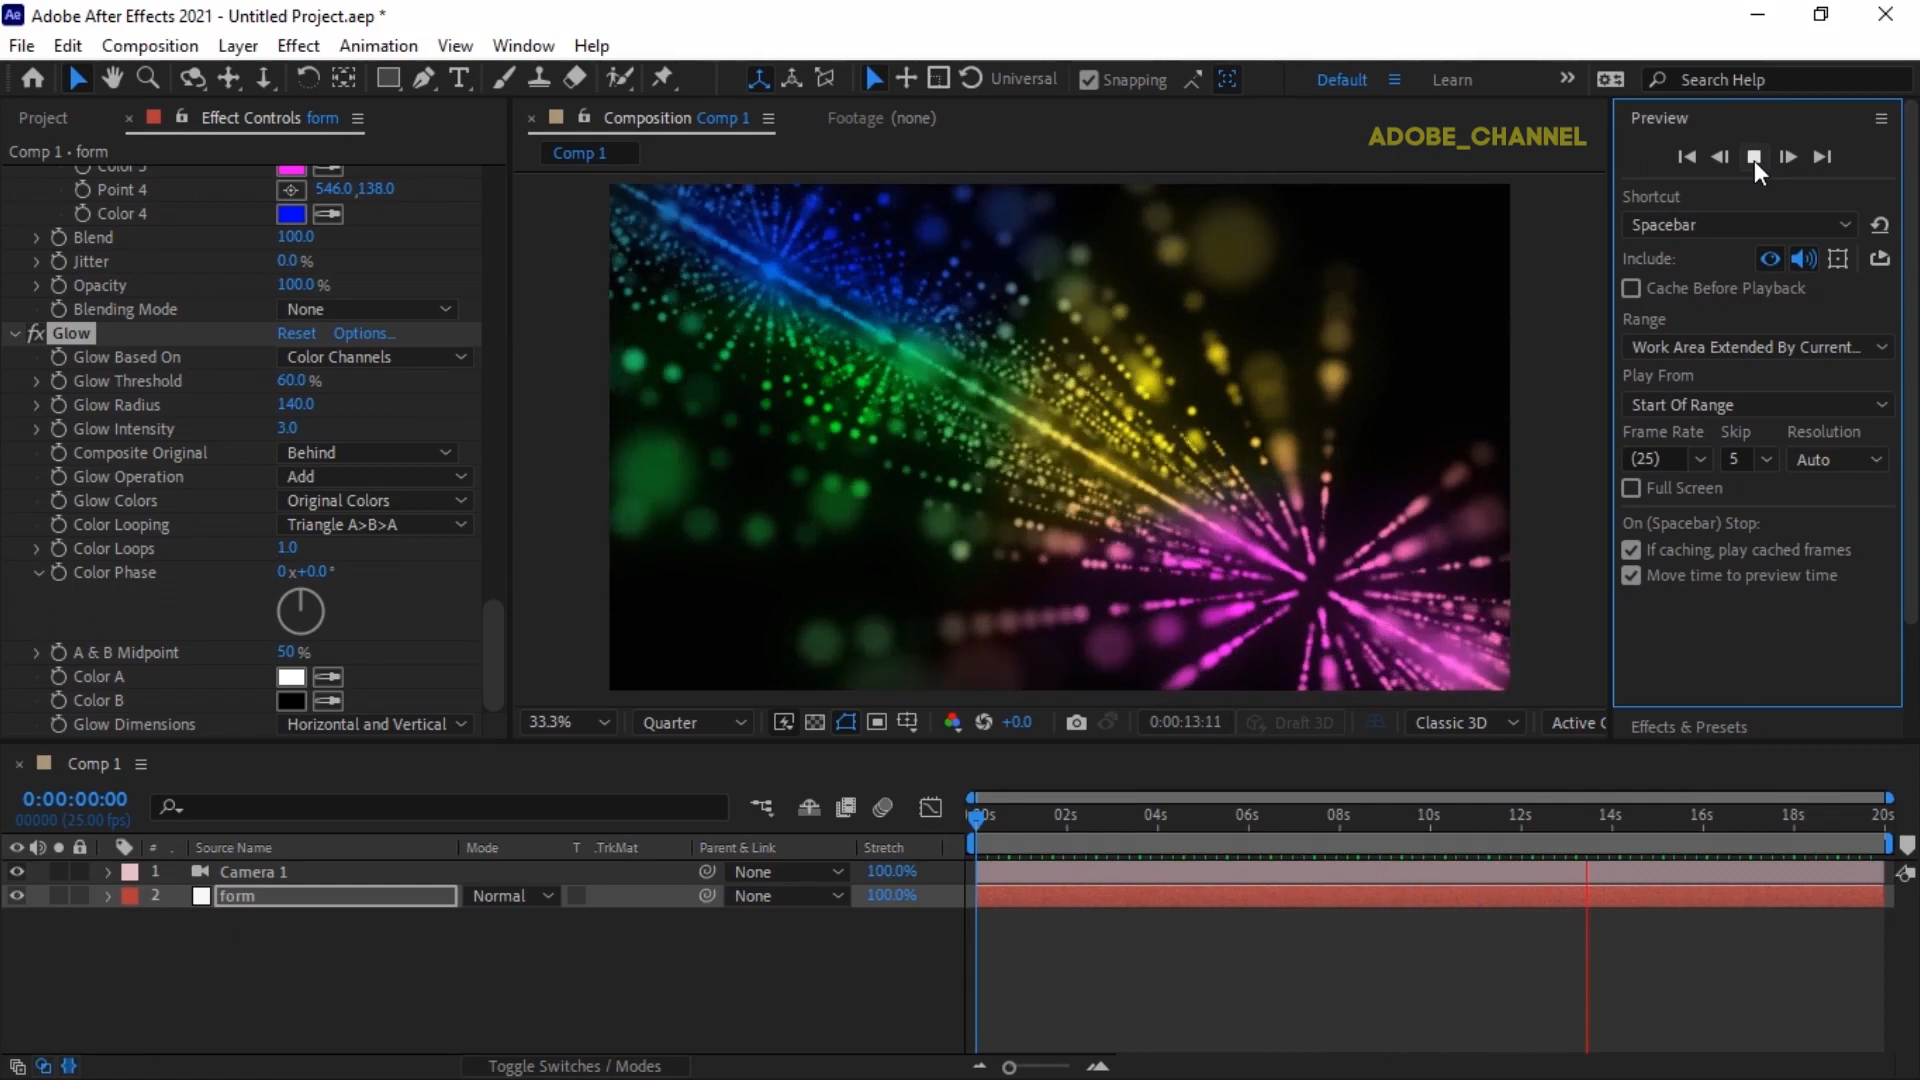 Ae Adobe After Effects 2021 - Untitled Project.aep *
File Edit Composition Layer Effect Animation View Window Help
Universal Snapping Default Learn Search Help
Project
Effect Controls form
Composition Comp 1
Footage (none)
Preview
Comp 1 • form
Comp 1
ADOBE_CHANNEL
Color 3
Point 4 546.0,138.0
Color 4
Blend 100.0
Jitter 0.0 %
Opacity 100.0 %
Blending Mode None
fx Glow Reset Options...
Glow Based On Color Channels
Glow Threshold 60.0 %
Glow Radius 140.0
Glow Intensity 3.0
Composite Original Behind
Glow Operation Add
Glow Colors Original Colors
Color Looping Triangle A>B>A
Color Loops 1.0
Color Phase 0 x+0.0 °
A & B Midpoint 50 %
Color A
Color B
Glow Dimensions Horizontal and Vertical
33.3% Quarter +0.0 0:00:13:11 Draft 3D Classic 3D Active C
Shortcut
Spacebar
Include:
Cache Before Playback
Range
Work Area Extended By Current...
Play From
Start Of Range
Frame Rate Skip Resolution
(25) 5 Auto
Full Screen
On (Spacebar) Stop:
If caching, play cached frames
Move time to preview time
Effects & Presets
Comp 1
0:00:00:00
00000 (25.00 fps)
00s 02s 04s 06s 08s 10s 12s 14s 16s 18s 20s
# Source Name Mode T .TrkMat Parent & Link Stretch
1 Camera 1 None 100.0%
2 form Normal None 100.0%
Toggle Switches / Modes